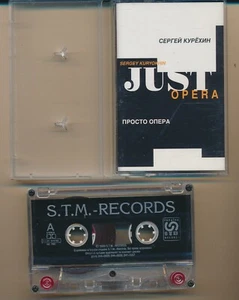 СЕРГЕЙ КУРЁХИН
SERGEY KURYOKHIN
JUST
OPERA
ПРОСТО ОПЕРА
S.T.M.-RECORDS
A